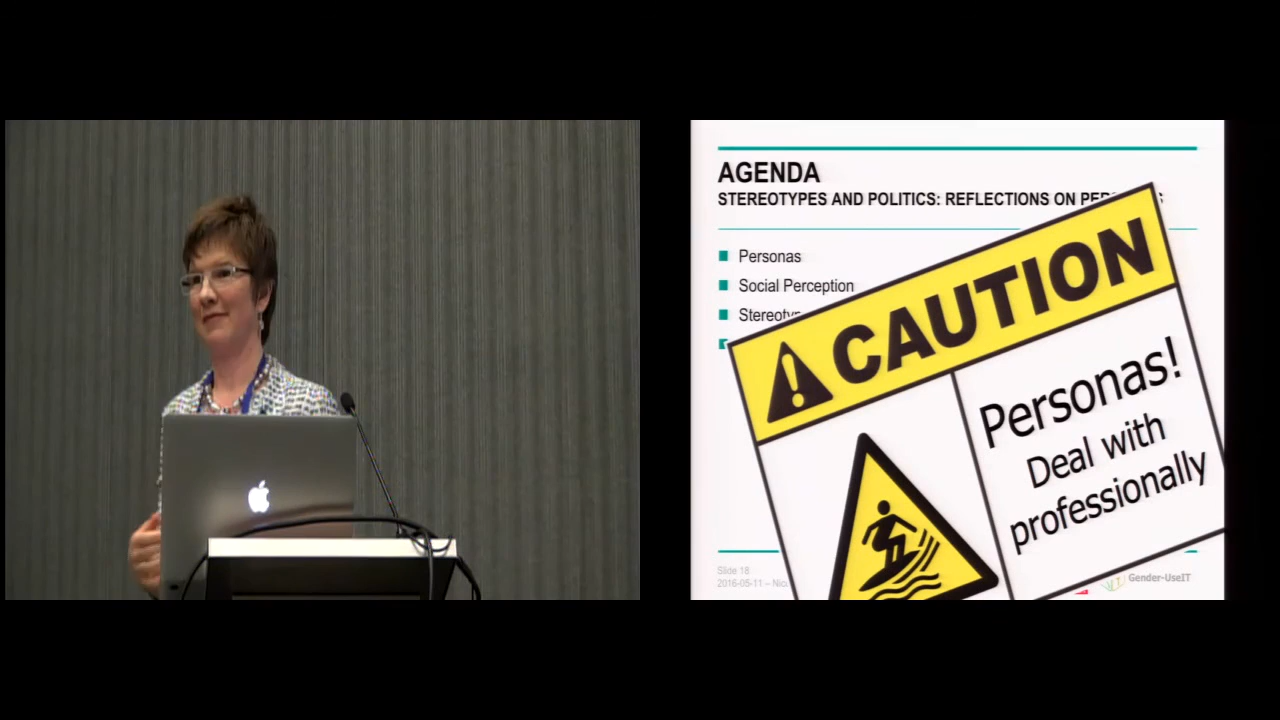 AGENDA
STEREOTYPES AND POLITICS: REFLECTIONS ON
Personas
Social Perception
CAUTION
Personas!
Deal with
professionally
Slide 18
2016-05-11 –
Gender-UseIT